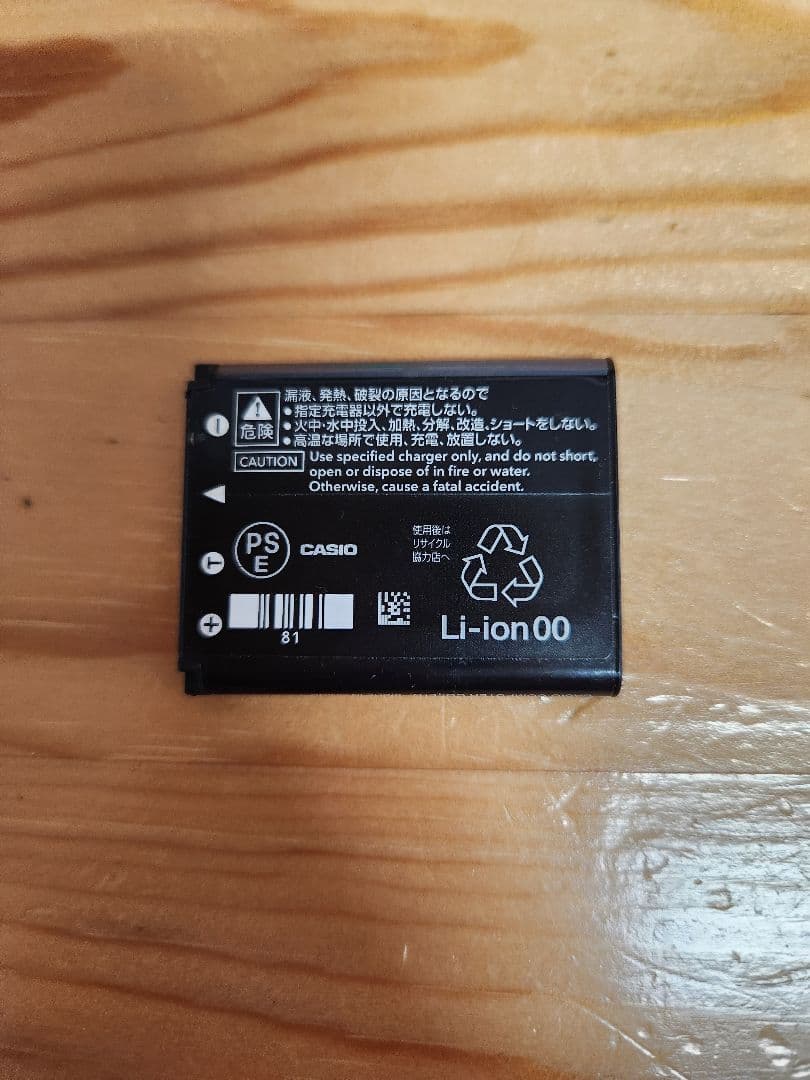 漏液、発熱、破裂の原因となるので
危険
●指定充電器以外で充電しない。
●火中・水中投入、加熱、分解、改造、ショートをしない。
●高温な場所で使用、充電、放置しない。
CAUTION
Use specified charger only, and do not short,
open or dispose of in fire or water.
Otherwise, cause a fatal accident.
PS
E
CASIO
使用後は
リサイクル
協力店へ
T
81
Li-ion00